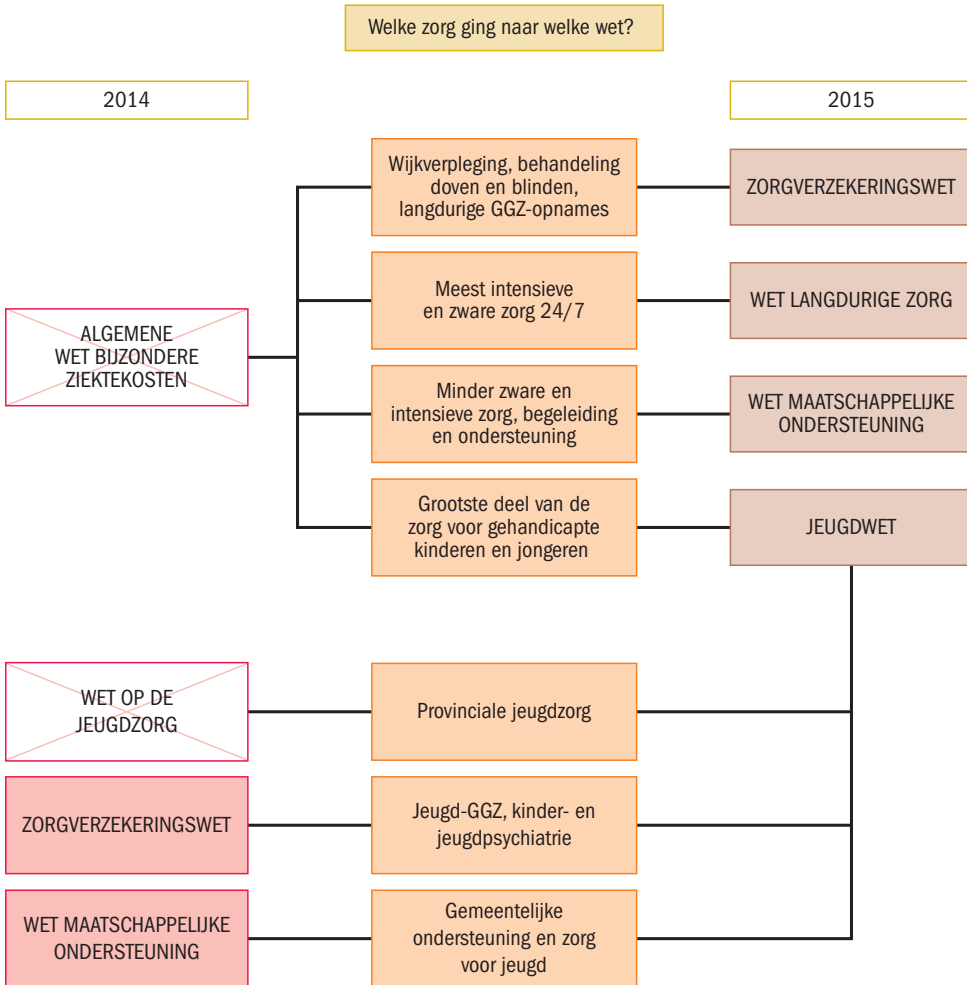 Welke zorg ging naar welke wet?
2014
2015
Wijkverpleging, behandeling
doven en blinden,
langdurige GGZ-opnames
ZORGVERZEKERINGSWET
Meest intensieve
en zware zorg 24/7
WET LANGDURIGE ZORG
ALGEMENE
WET BIJZONDERE
ZIEKTEKOSTEN
Minder zware en
intensieve zorg, begeleiding
en ondersteuning
WET MAATSCHAPPELIJKE
ONDERSTEUNING
Grootste deel van de
zorg voor gehandicapte
kinderen en jongeren
JEUGDWET
WET OP DE
JEUGDZORG
Provinciale jeugdzorg
ZORGVERZEKERINGSWET
Jeugd-GGZ, kinder- en
jeugdpsychiatrie
WET MAATSCHAPPELIJKE
ONDERSTEUNING
Gemeentelijke
ondersteuning en zorg
voor jeugd